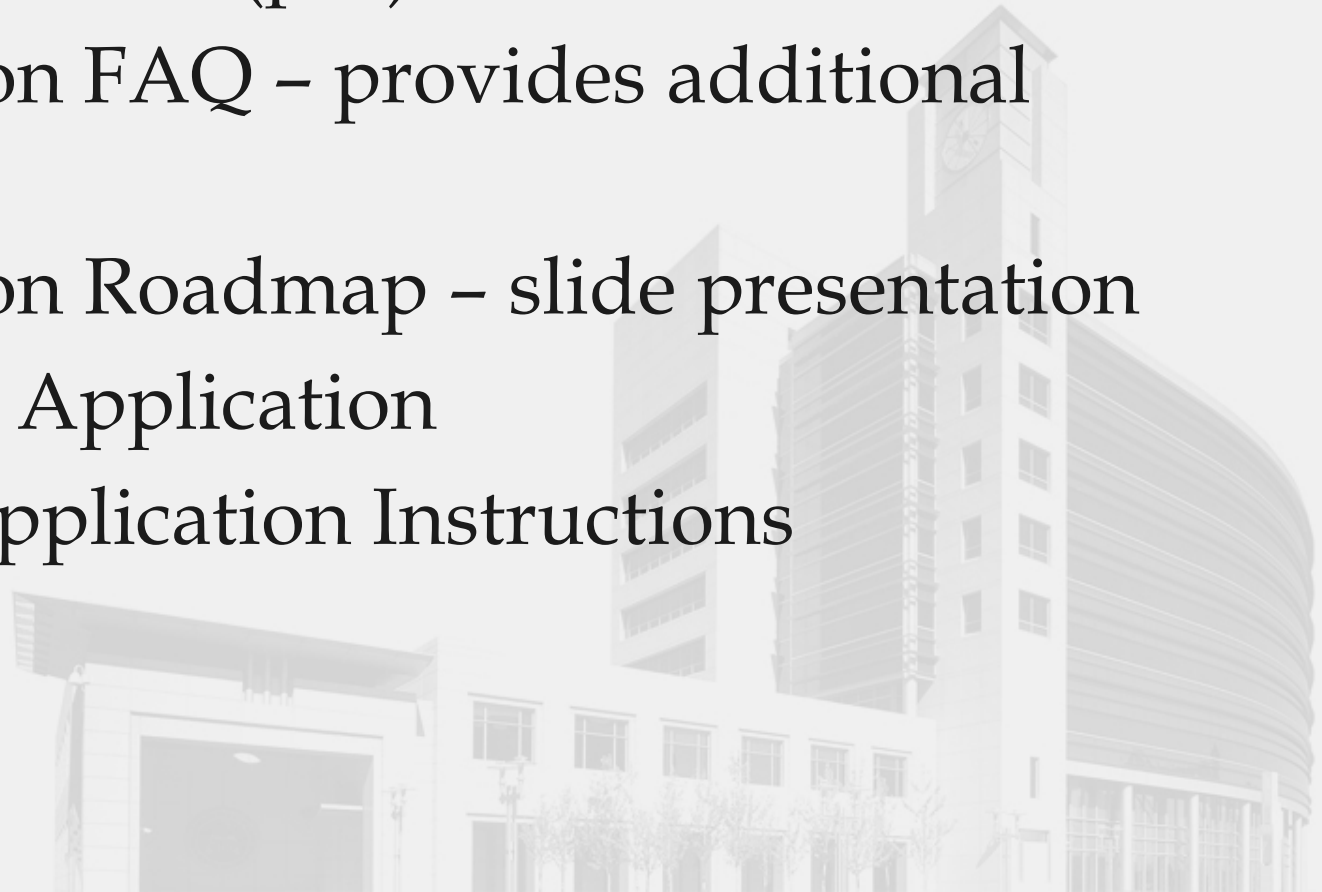 on FAQ – provides additional
on Roadmap – slide presentation
Application
pplication Instructions